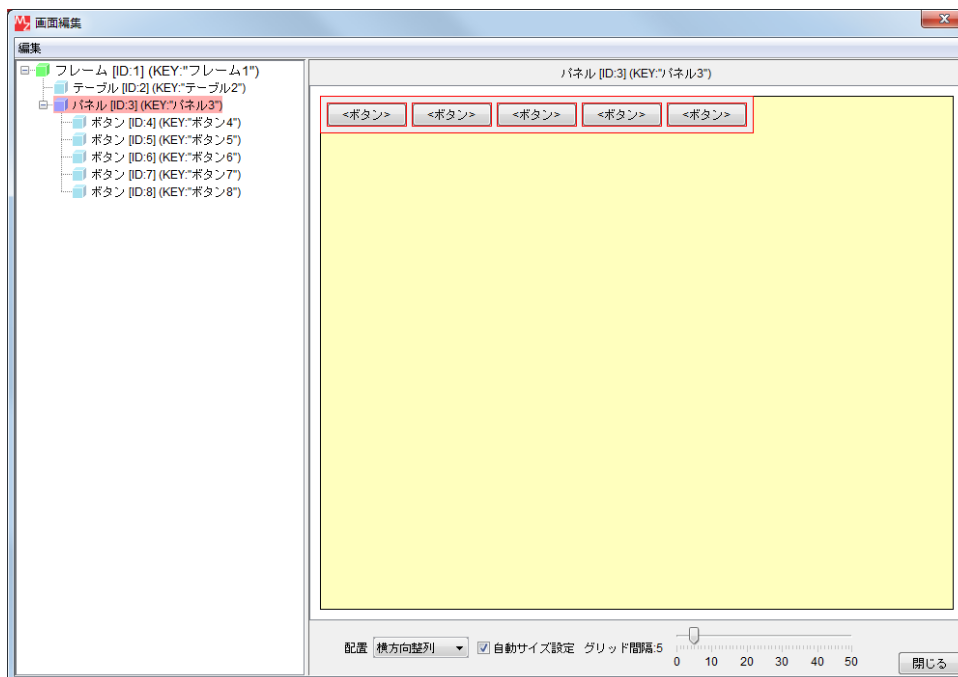 画面編集
編集
フレーム [ID:1] (KEY:"フレーム1")
テーブル [ID:2] (KEY:"テーブル2")
パネル [ID:3] (KEY:"パネル3")
ボタン [ID:4] (KEY:"ボタン4")
ボタン [ID:5] (KEY:"ボタン5")
ボタン [ID:6] (KEY:"ボタン6")
ボタン [ID:7] (KEY:"ボタン7")
ボタン [ID:8] (KEY:"ボタン8")
パネル [ID:3] (KEY:"パネル3")
<ボタン> <ボタン> <ボタン> <ボタン> <ボタン>
配置 横方向整列 自動サイズ設定 グリッド間隔:5
0 10 20 30 40 50
閉じる